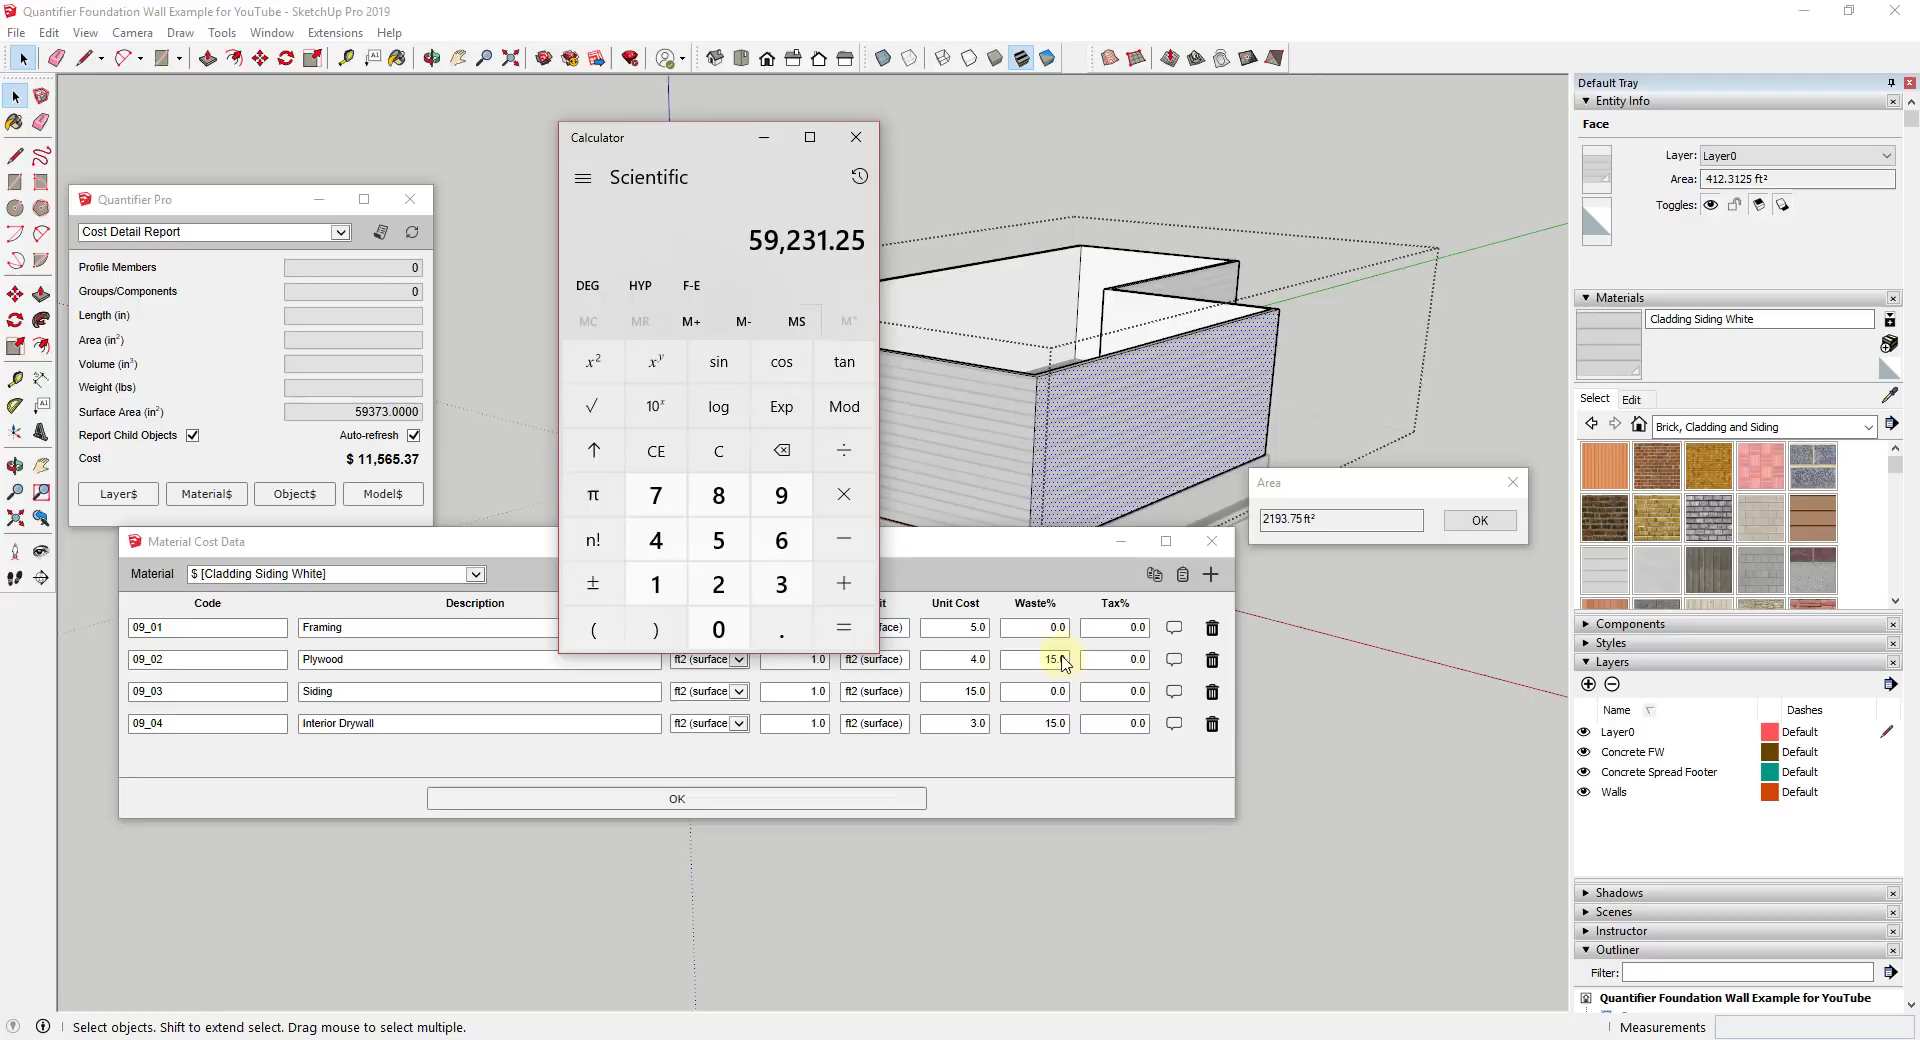 Quantifier Foundation Wall Example for YouTube - SketchUp Pro 2019
File Edit View Camera Draw Tools Window Extensions Help
Quantifier Pro
Cost Detail Report
Profile Members 0
Groups/Components 0
Length (in)
Area (in²)
Volume (in³)
Weight (lbs)
Surface Area (in²) 59373.0000
Report Child Objects Auto-refresh
Cost $ 11,565.37
Layer$ Material$ Object$ Model$
Calculator
Scientific
59,231.25
DEG HYP F-E
MC MR M+ M- MS M˅
x² xʸ sin cos tan
√ 10ˣ log Exp Mod
↑ CE C ÷
π 7 8 9 ×
n! 4 5 6 −
± 1 2 3 +
( ) 0 . =
Material Cost Data
Material $ [Cladding Siding White]
Code Description Unit Cost Waste% Tax%
09_01 Framing 5.0 0.0 0.0
09_02 Plywood ft2 (surface 1.0 ft2 (surface) 4.0 15.0 0.0
09_03 Siding ft2 (surface 1.0 ft2 (surface) 15.0 0.0 0.0
09_04 Interior Drywall ft2 (surface 1.0 ft2 (surface) 3.0 15.0 0.0
OK
Area
2193.75 ft²
OK
Default Tray
Entity Info
Face
Layer: Layer0
Area: 412.3125 ft²
Toggles:
Materials
Cladding Siding White
Select Edit
Brick, Cladding and Siding
Components
Styles
Layers
Name Dashes
Layer0 Default
Concrete FW Default
Concrete Spread Footer Default
Walls Default
Shadows
Scenes
Instructor
Outliner
Filter:
Quantifier Foundation Wall Example for YouTube
Select objects. Shift to extend select. Drag mouse to select multiple.
Measurements